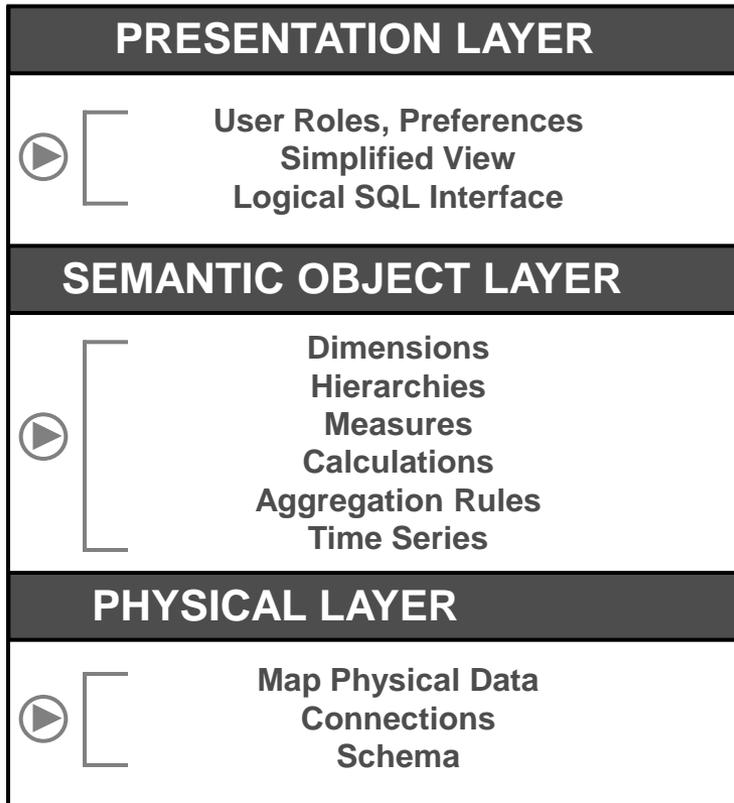 PRESENTATION LAYER
User Roles, Preferences
Simplified View
Logical SQL Interface
SEMANTIC OBJECT LAYER
Dimensions
Hierarchies
Measures
Calculations
Aggregation Rules
Time Series
PHYSICAL LAYER
Map Physical Data
Connections
Schema